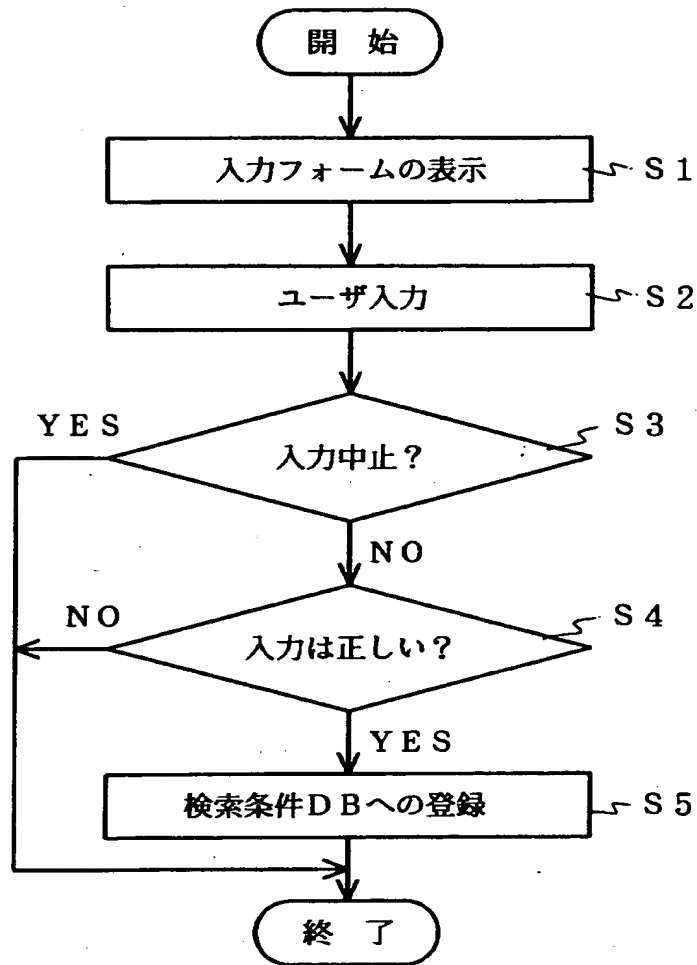 開 始
入力フォームの表示
S1
ユーザ入力
S2
YES
S3
入力中止?
NO
NO
S4
入力は正しい?
YES
検索条件DBへの登録
S5
終 了